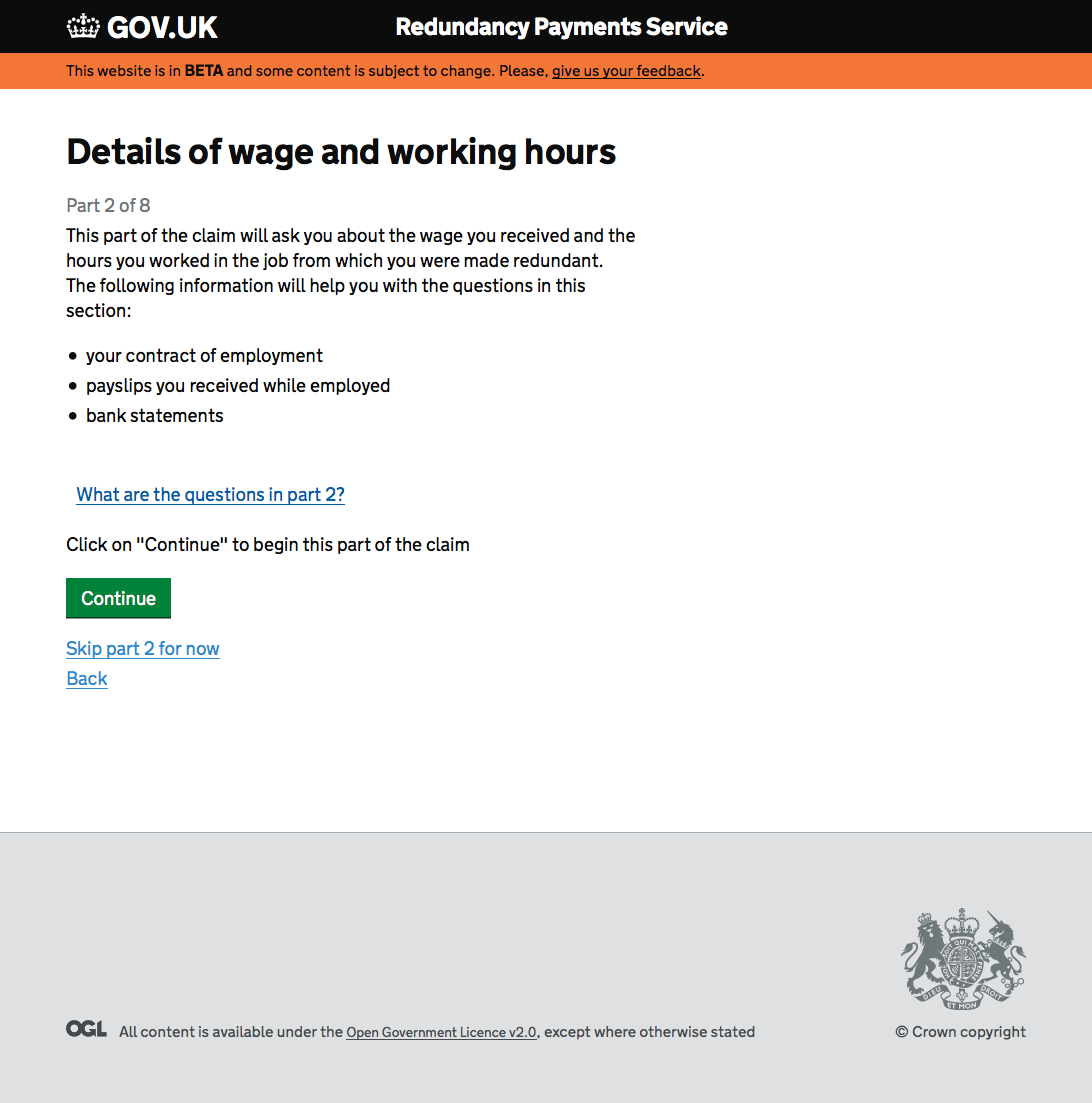 GOV.UK
Redundancy Payments Service
This website is in BETA and some content is subject to change. Please, give us your feedback.
Details of wage and working hours
Part 2 of 8
This part of the claim will ask you about the wage you received and the
hours you worked in the job from which you were made redundant.
The following information will help you with the questions in this
section:
• your contract of employment
• payslips you received while employed
• bank statements
What are the questions in part 2?
Click on "Continue" to begin this part of the claim
Continue
Skip part 2 for now
Back
DIEU ET MON DROIT
OGL All content is available under the Open Government Licence v2.0, except where otherwise stated
© Crown copyright